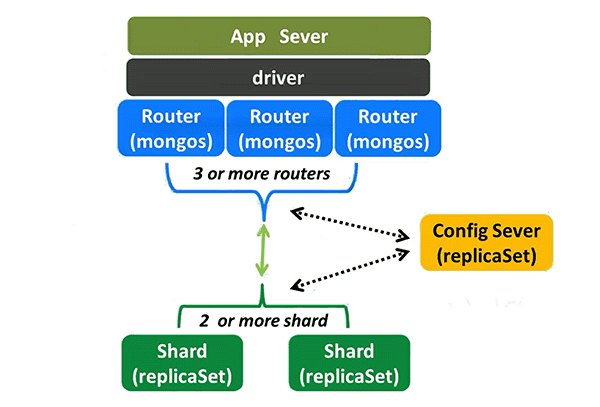 App Sever
driver
Router
(mongos)
Router
(mongos)
Router
(mongos)
3 or more routers
Config Sever
(replicaSet)
2 or more shard
Shard
(replicaSet)
Shard
(replicaSet)